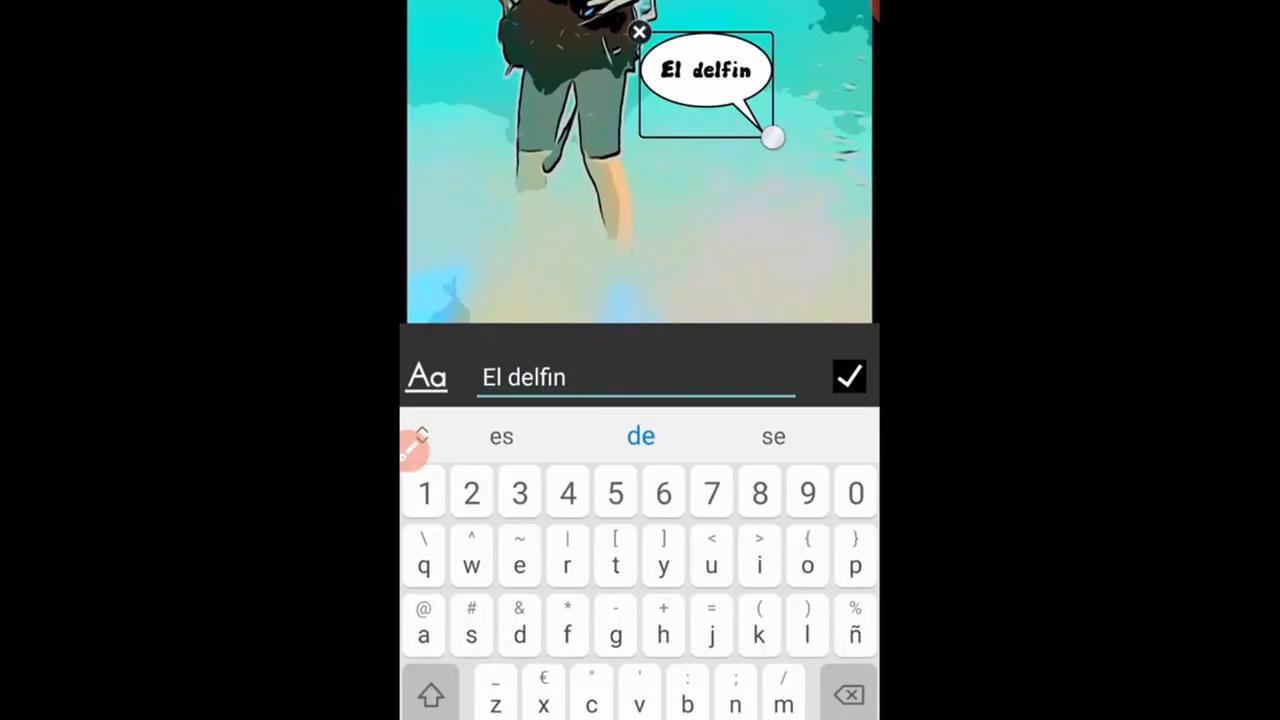 El delfin
Aa El delfin
es de se
1 2 3 4 5 6 7 8 9 0
\ ^ ~ | [ ] < > { }
q w e r t y u i o p
@ # & * - + = ( ) %
a s d f g h j k l ñ
_ € " ' : ; /
z x c v b n m